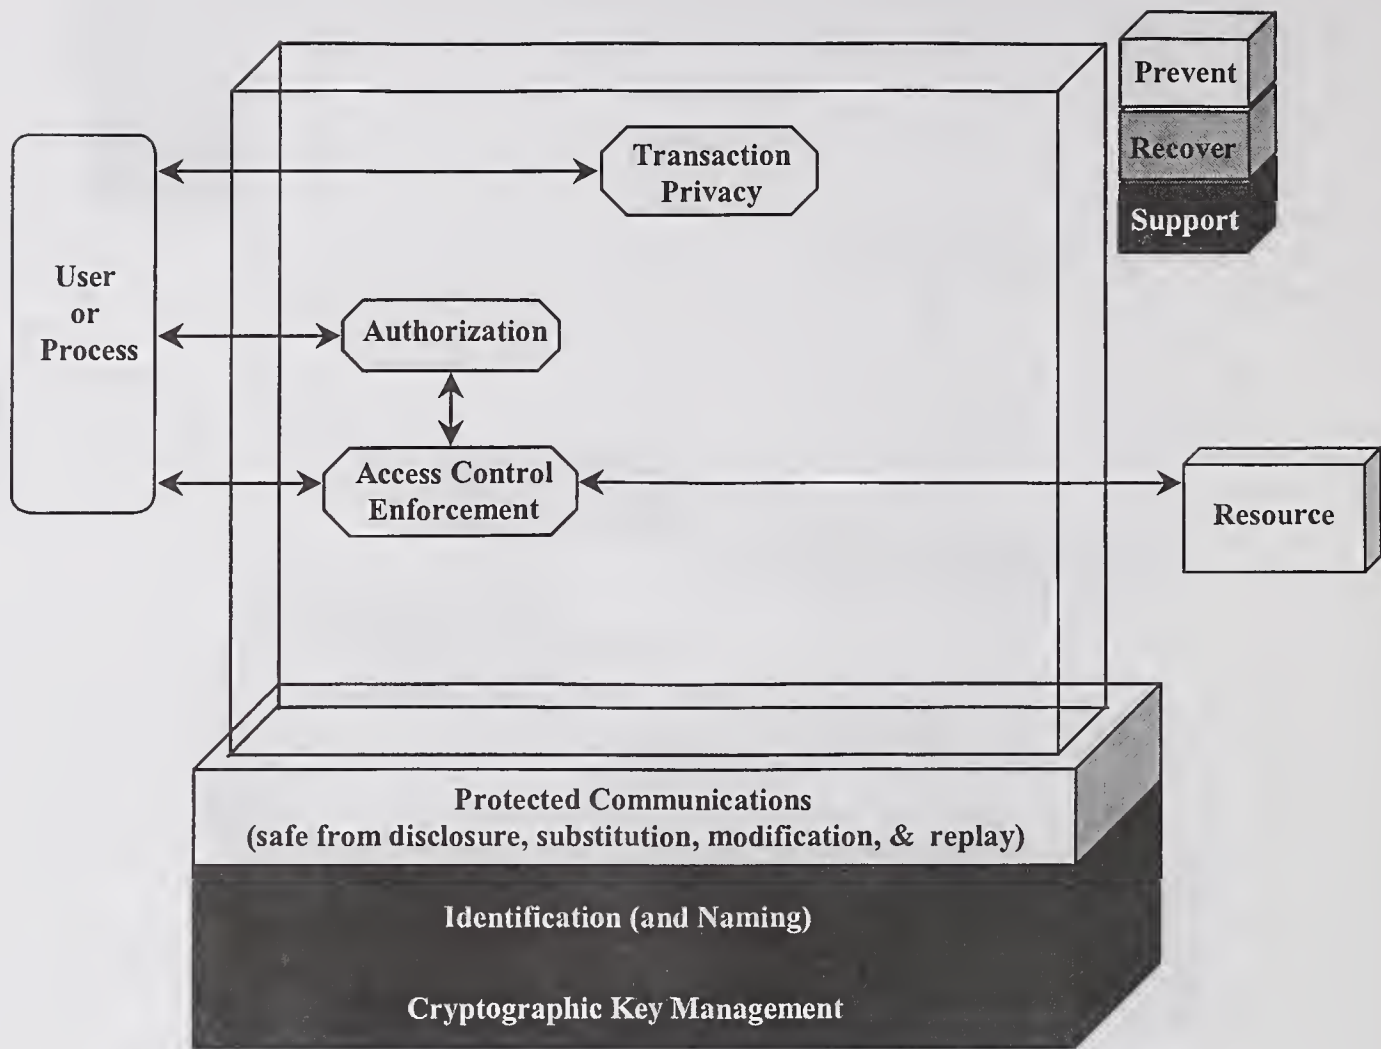 Prevent
Recover
Support
Transaction
Privacy
User
or
Process
Authorization
Access Control
Enforcement
Resource
Protected Communications
(safe from disclosure, substitution, modification, & replay)
Identification (and Naming)
Cryptographic Key Management